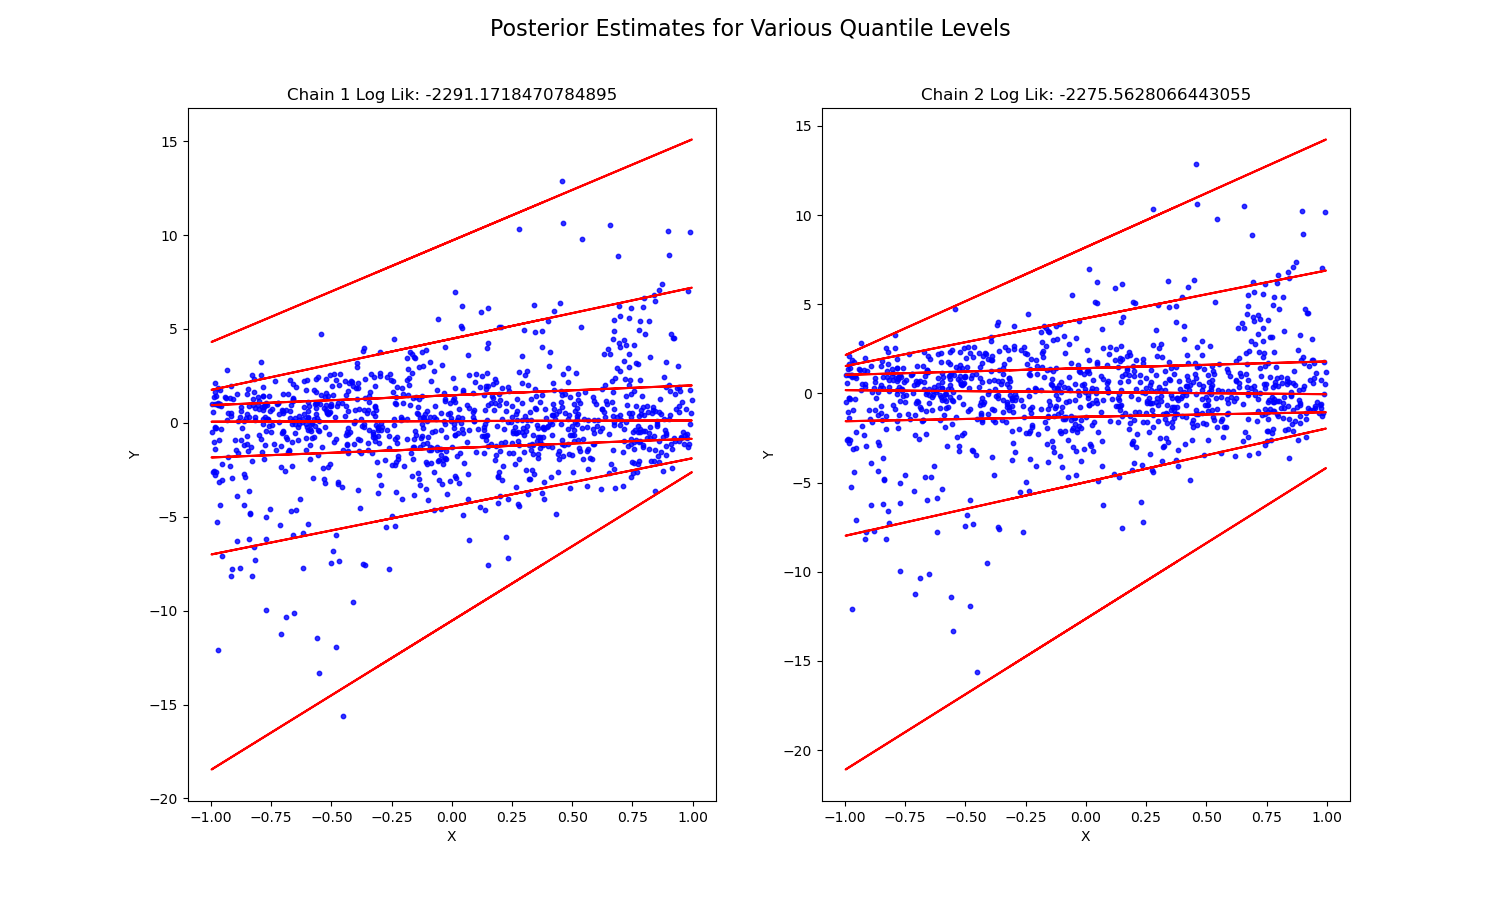 Posterior Estimates for Various Quantile Levels
Chain 1 Log Lik: -2291.1718470784895
Chain 2 Log Lik: -2275.5628066443055
15
10
5
0
−5
−10
−15
−20
Y
−1.00 −0.75 −0.50 −0.25 0.00 0.25 0.50 0.75 1.00
X
15
10
5
0
−5
−10
−15
−20
Y
−1.00 −0.75 −0.50 −0.25 0.00 0.25 0.50 0.75 1.00
X